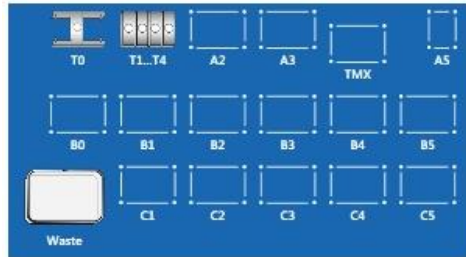 T0 T1...T4 A2 A3 A5
TMX
B0 B1 B2 B3 B4 B5
C1 C2 C3 C4 C5
Waste